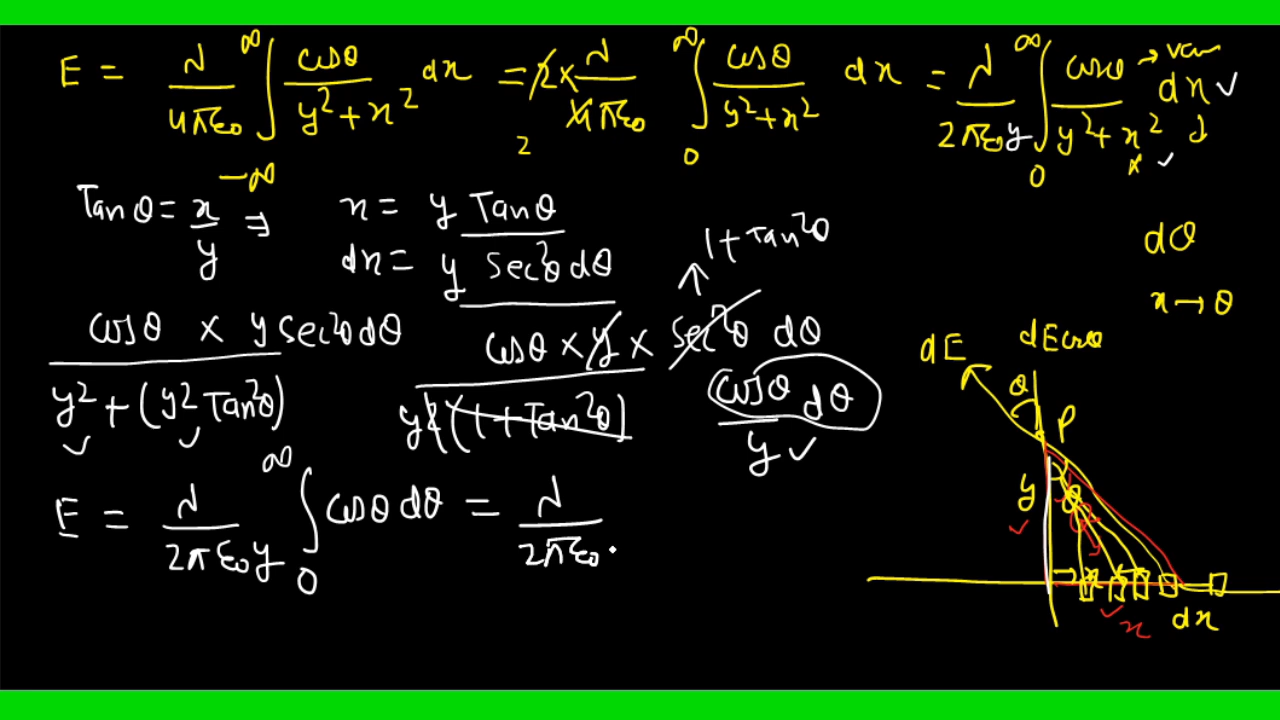 E = λ/4πε₀ ∫_{-∞}^{∞} cosθ/(y²+x²) dx = 2×λ/4πε₀ ∫_0^{∞} cosθ/(y²+x²) dx = λ/2πε₀y ∫_0^{∞} cosθ/(y²+x²) dx ✓
2
Tanθ = x/y ⇒ x = y Tanθ
dx = y sec²θ dθ
1+Tan²θ
dθ
x → θ
cosθ × y sec²θ dθ / y² + (y² Tan²θ)
cosθ × y × sec²θ dθ / y²(1+Tan²θ)
cosθ dθ / y ✓
E = λ/2πε₀y ∫_0^{∞} cosθ dθ = λ/2πε₀.
dE
dEcosθ
θ
P
y
θ
x
x
dx